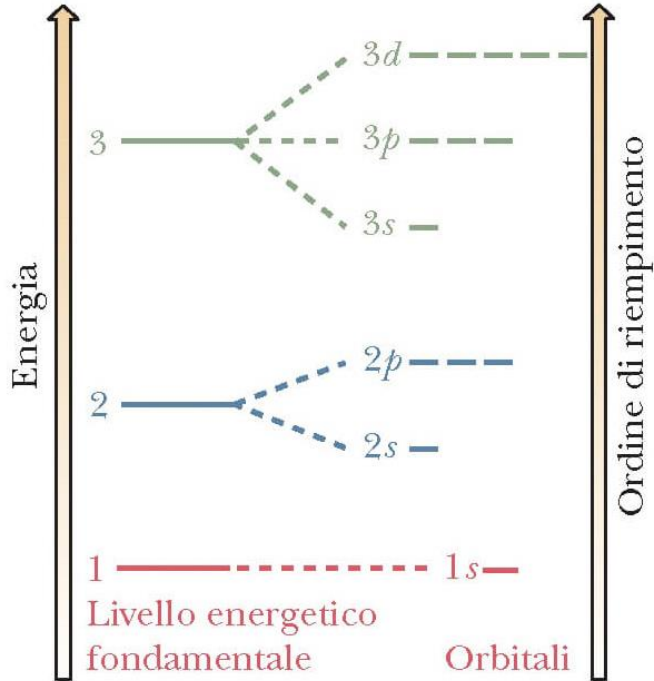 3d
3
3p
3s
Energia
Ordine di riempimento
2p
2
2s
1
1s
Livello energetico
fondamentale
Orbitali